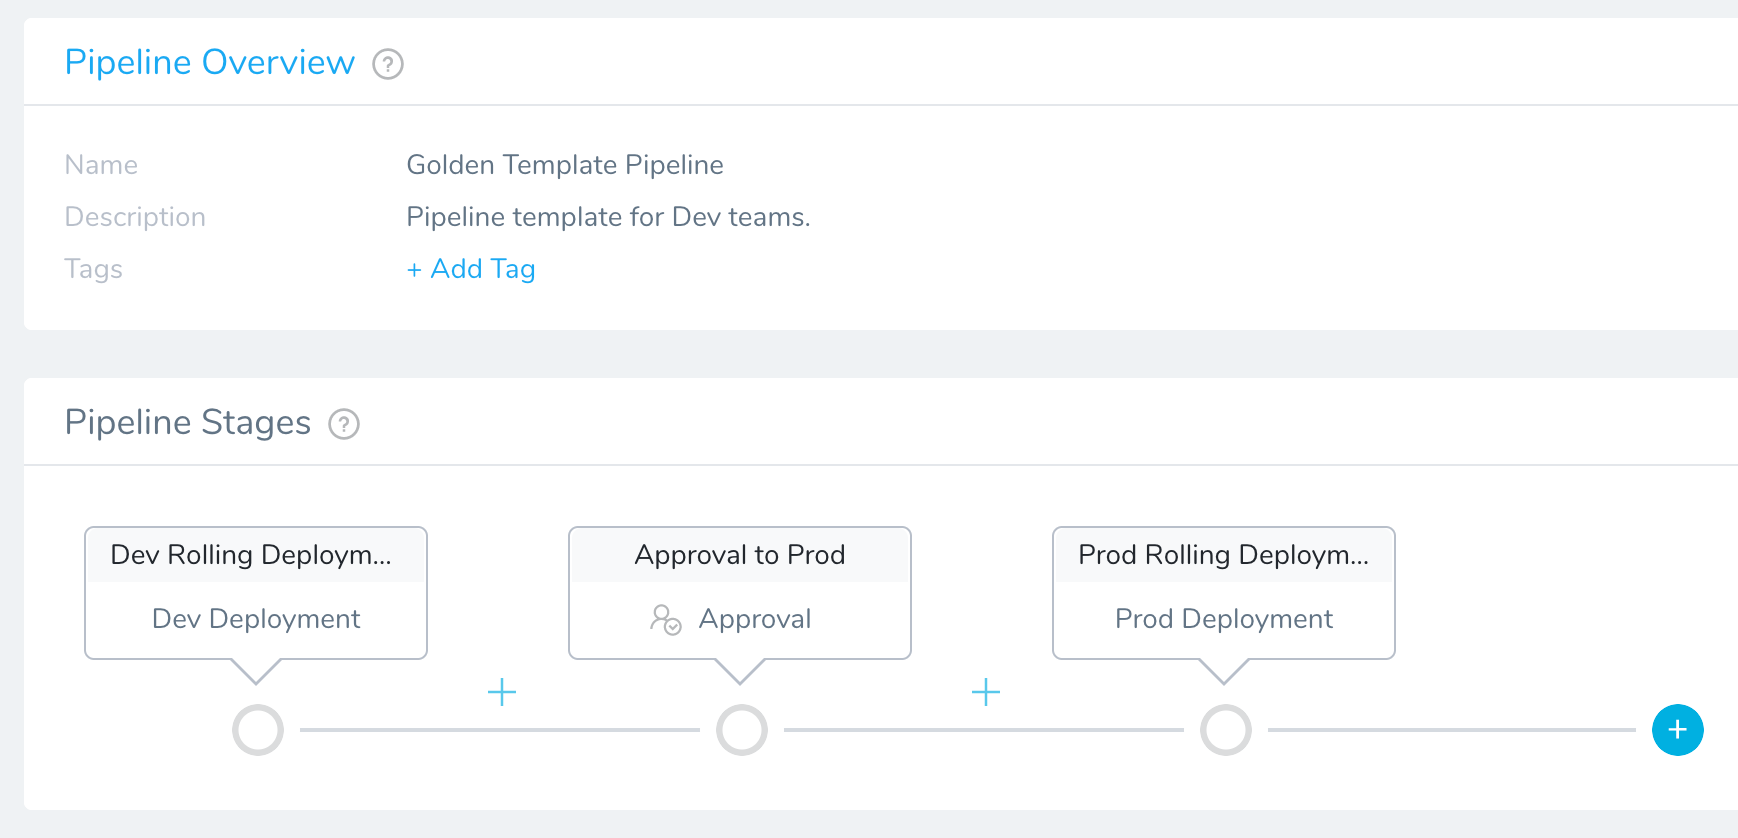 Pipeline Overview ?
Name Golden Template Pipeline
Description Pipeline template for Dev teams.
Tags + Add Tag
Pipeline Stages ?
Dev Rolling Deploym... Approval to Prod Prod Rolling Deploym...
Dev Deployment Approval Prod Deployment